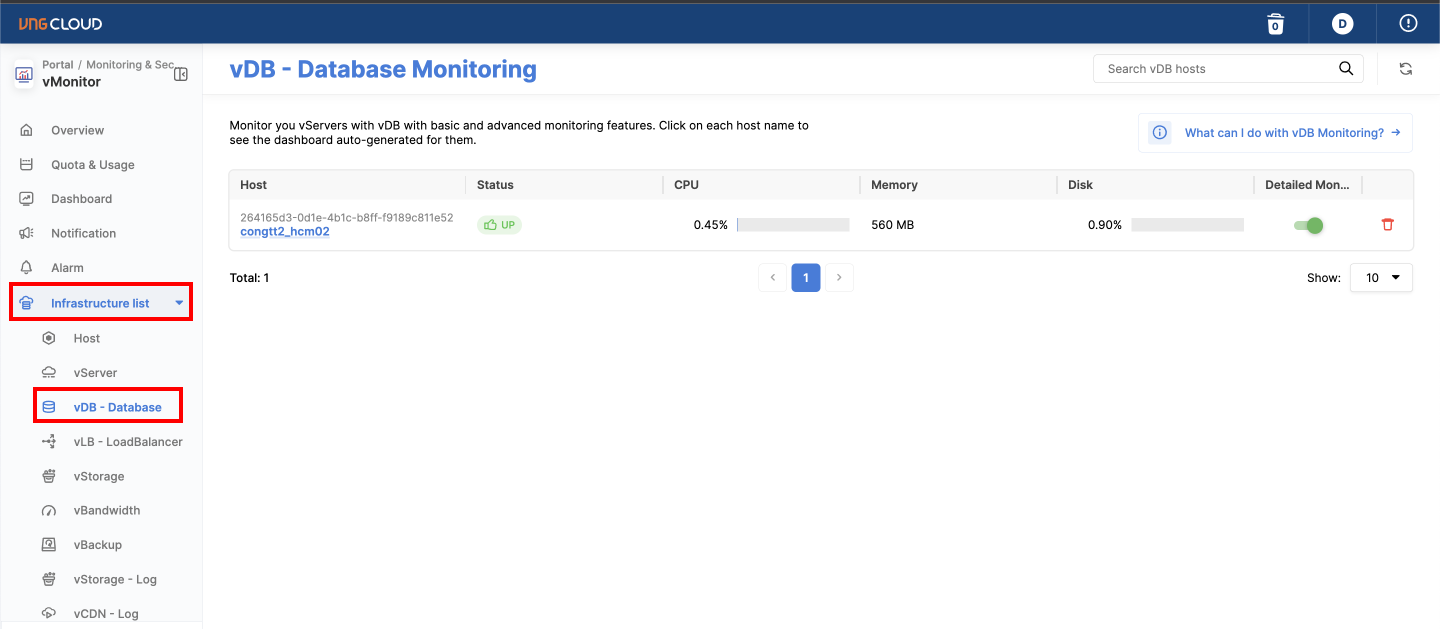 VNG CLOUD
0
D
Portal / Monitoring & Sec
vMonitor
Overview
Quota & Usage
Dashboard
Notification
Alarm
Infrastructure list
Host
vServer
vDB - Database
vLB - LoadBalancer
vStorage
vBandwidth
vBackup
vStorage - Log
vCDN - Log
vDB - Database Monitoring
Search vDB hosts
Monitor you vServers with vDB with basic and advanced monitoring features. Click on each host name to
see the dashboard auto-generated for them.
What can I do with vDB Monitoring? →
Host Status CPU Memory Disk Detailed Mon...
264165d3-0d1e-4b1c-b8ff-f9189c811e52
congtt2_hcm02 UP 0.45% 560 MB 0.90%
Total: 1 < 1 > Show: 10